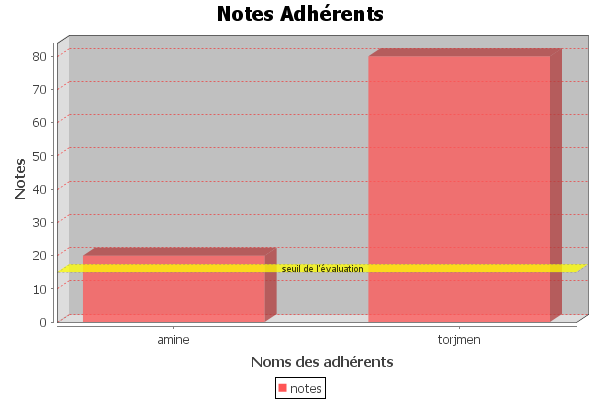 Notes Adhérents
Notes
80
70
60
50
40
30
20
10
0
seuil de l'évaluation
amine
torjmen
Noms des adhérents
notes